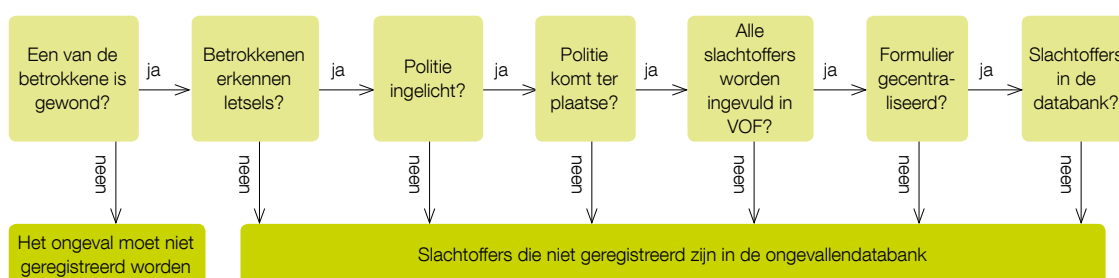 Een van de
betrokkene is
gewond?
ja
Betrokkenen
erkennen
letsels?
ja
Politie
ingelicht?
ja
Politie
komt ter
plaatse?
ja
Alle
slachtoffers
worden
ingevuld in
VOF?
ja
Formulier
gecentra-
liseerd?
ja
Slachtoffers
in de
databank?
neen
neen
neen
neen
neen
neen
neen
Het ongeval moet niet
geregistreerd worden
Slachtoffers die niet geregistreerd zijn in de ongevallendatabank